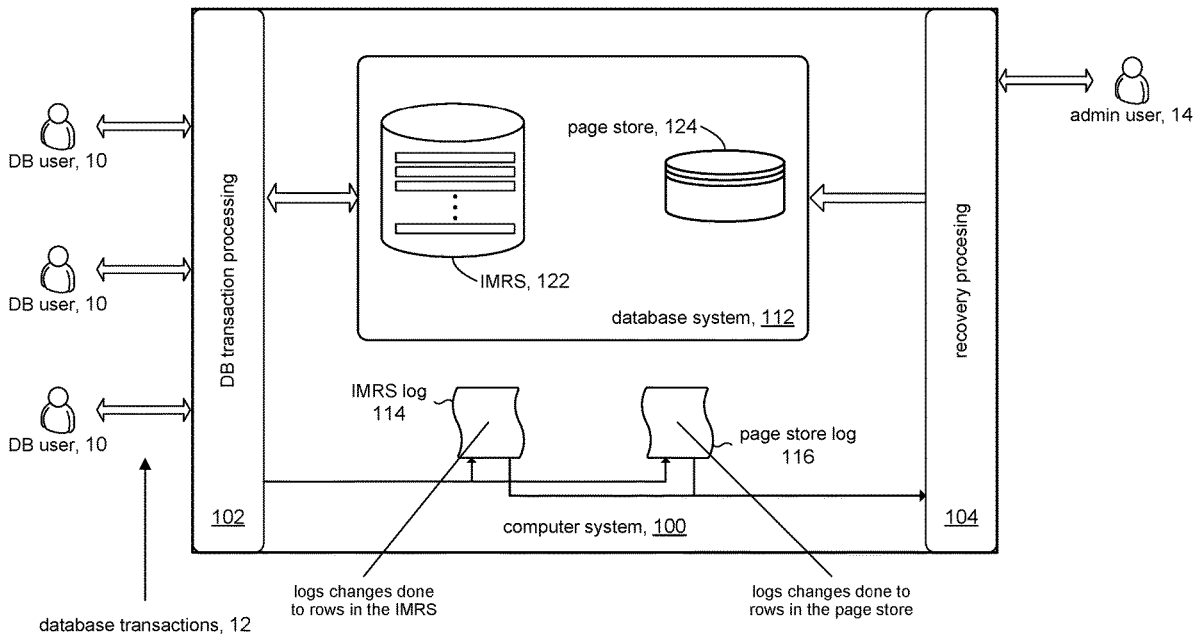 DB user, 10
DB user, 10
DB user, 10
database transactions, 12
DB transaction processing
102
page store, 124
IMRS, 122
database system, 112
IMRS log
114
page store log
116
computer system, 100
logs changes done
to rows in the IMRS
logs changes done to
rows in the page store
recovery procesing
104
admin user, 14